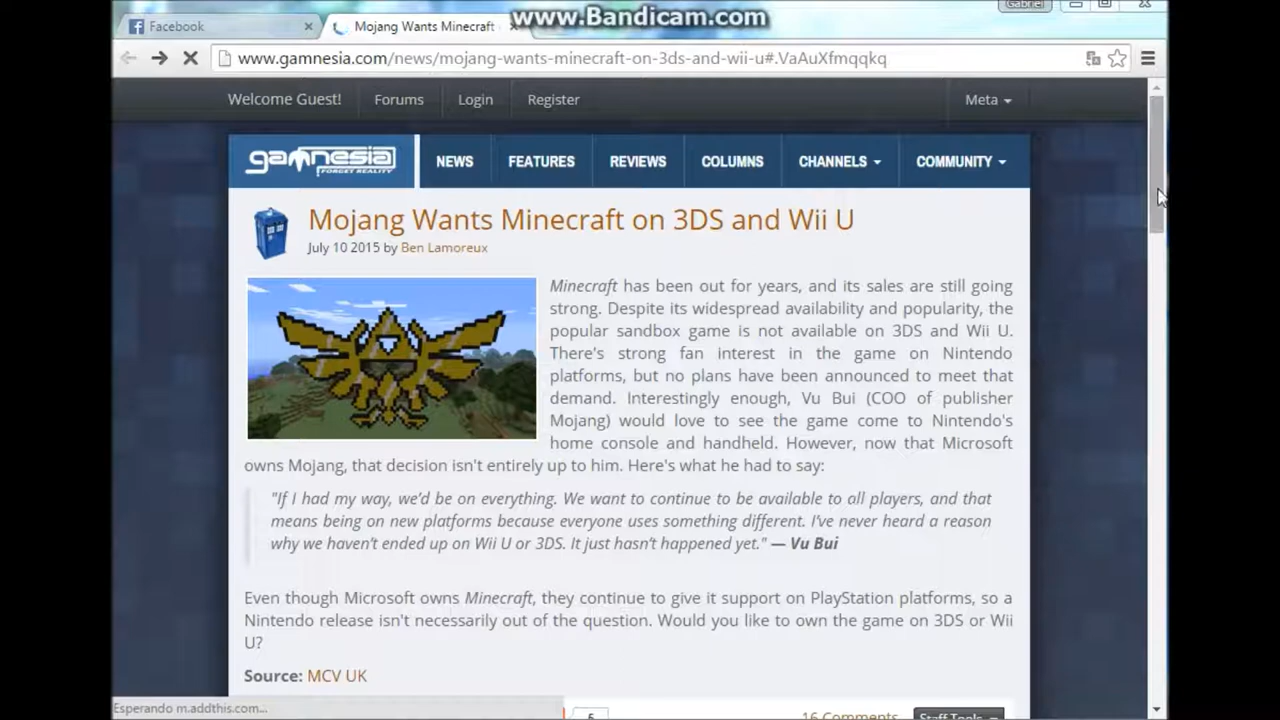 www.Bandicam.com
Gabriel
Facebook
Mojang Wants Minecraft
www.gamnesia.com/news/mojang-wants-minecraft-on-3ds-and-wii-u#.VaAuXfmqqkq
Welcome Guest! Forums Login Register Meta
gamnesia FORGET REALITY NEWS FEATURES REVIEWS COLUMNS CHANNELS COMMUNITY
Mojang Wants Minecraft on 3DS and Wii U
July 10 2015 by Ben Lamoreux
Minecraft has been out for years, and its sales are still going
strong. Despite its widespread availability and popularity, the
popular sandbox game is not available on 3DS and Wii U.
There's strong fan interest in the game on Nintendo
platforms, but no plans have been announced to meet that
demand. Interestingly enough, Vu Bui (COO of publisher
Mojang) would love to see the game come to Nintendo's
home console and handheld. However, now that Microsoft
owns Mojang, that decision isn't entirely up to him. Here's what he had to say:
"If I had my way, we'd be on everything. We want to continue to be available to all players, and that
means being on new platforms because everyone uses something different. I've never heard a reason
why we haven't ended up on Wii U or 3DS. It just hasn't happened yet." — Vu Bui
Even though Microsoft owns Minecraft, they continue to give it support on PlayStation platforms, so a
Nintendo release isn't necessarily out of the question. Would you like to own the game on 3DS or Wii
U?
Source: MCV UK
Esperando m.addthis.com...
16 Comments Staff Tools